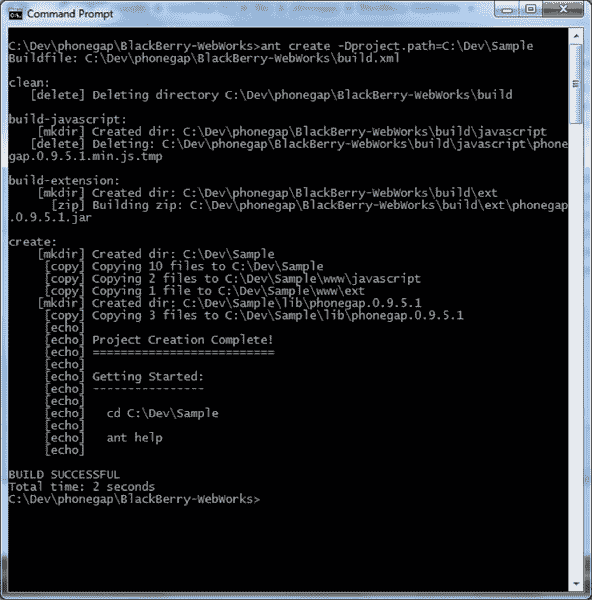 Command Prompt
C:\Dev\phonegap\BlackBerry-WebWorks>ant create -Dproject.path=C:\Dev\Sample
Buildfile: C:\Dev\phonegap\BlackBerry-WebWorks\build.xml
clean:
[delete] Deleting directory C:\Dev\phonegap\BlackBerry-WebWorks\build
build-javascript:
[mkdir] Created dir: C:\Dev\phonegap\BlackBerry-WebWorks\build\javascript
[delete] Deleting: C:\Dev\phonegap\BlackBerry-WebWorks\build\javascript\phone
gap.0.9.5.1.min.js.tmp
build-extension:
[mkdir] Created dir: C:\Dev\phonegap\BlackBerry-WebWorks\build\ext
[zip] Building zip: C:\Dev\phonegap\BlackBerry-WebWorks\build\ext\phonegap
.0.9.5.1.jar
create:
[mkdir] Created dir: C:\Dev\Sample
[copy] Copying 10 files to C:\Dev\Sample
[copy] Copying 2 files to C:\Dev\Sample\www\javascript
[copy] Copying 1 file to C:\Dev\Sample\www\ext
[mkdir] Created dir: C:\Dev\Sample\lib\phonegap.0.9.5.1
[copy] Copying 3 files to C:\Dev\Sample\lib\phonegap.0.9.5.1
[echo]
[echo] Project Creation Complete!
[echo] ==========================
[echo]
[echo] Getting Started:
[echo] ----------------
[echo]
[echo] cd C:\Dev\Sample
[echo]
[echo] ant help
[echo]
BUILD SUCCESSFUL
Total time: 2 seconds
C:\Dev\phonegap\BlackBerry-WebWorks>